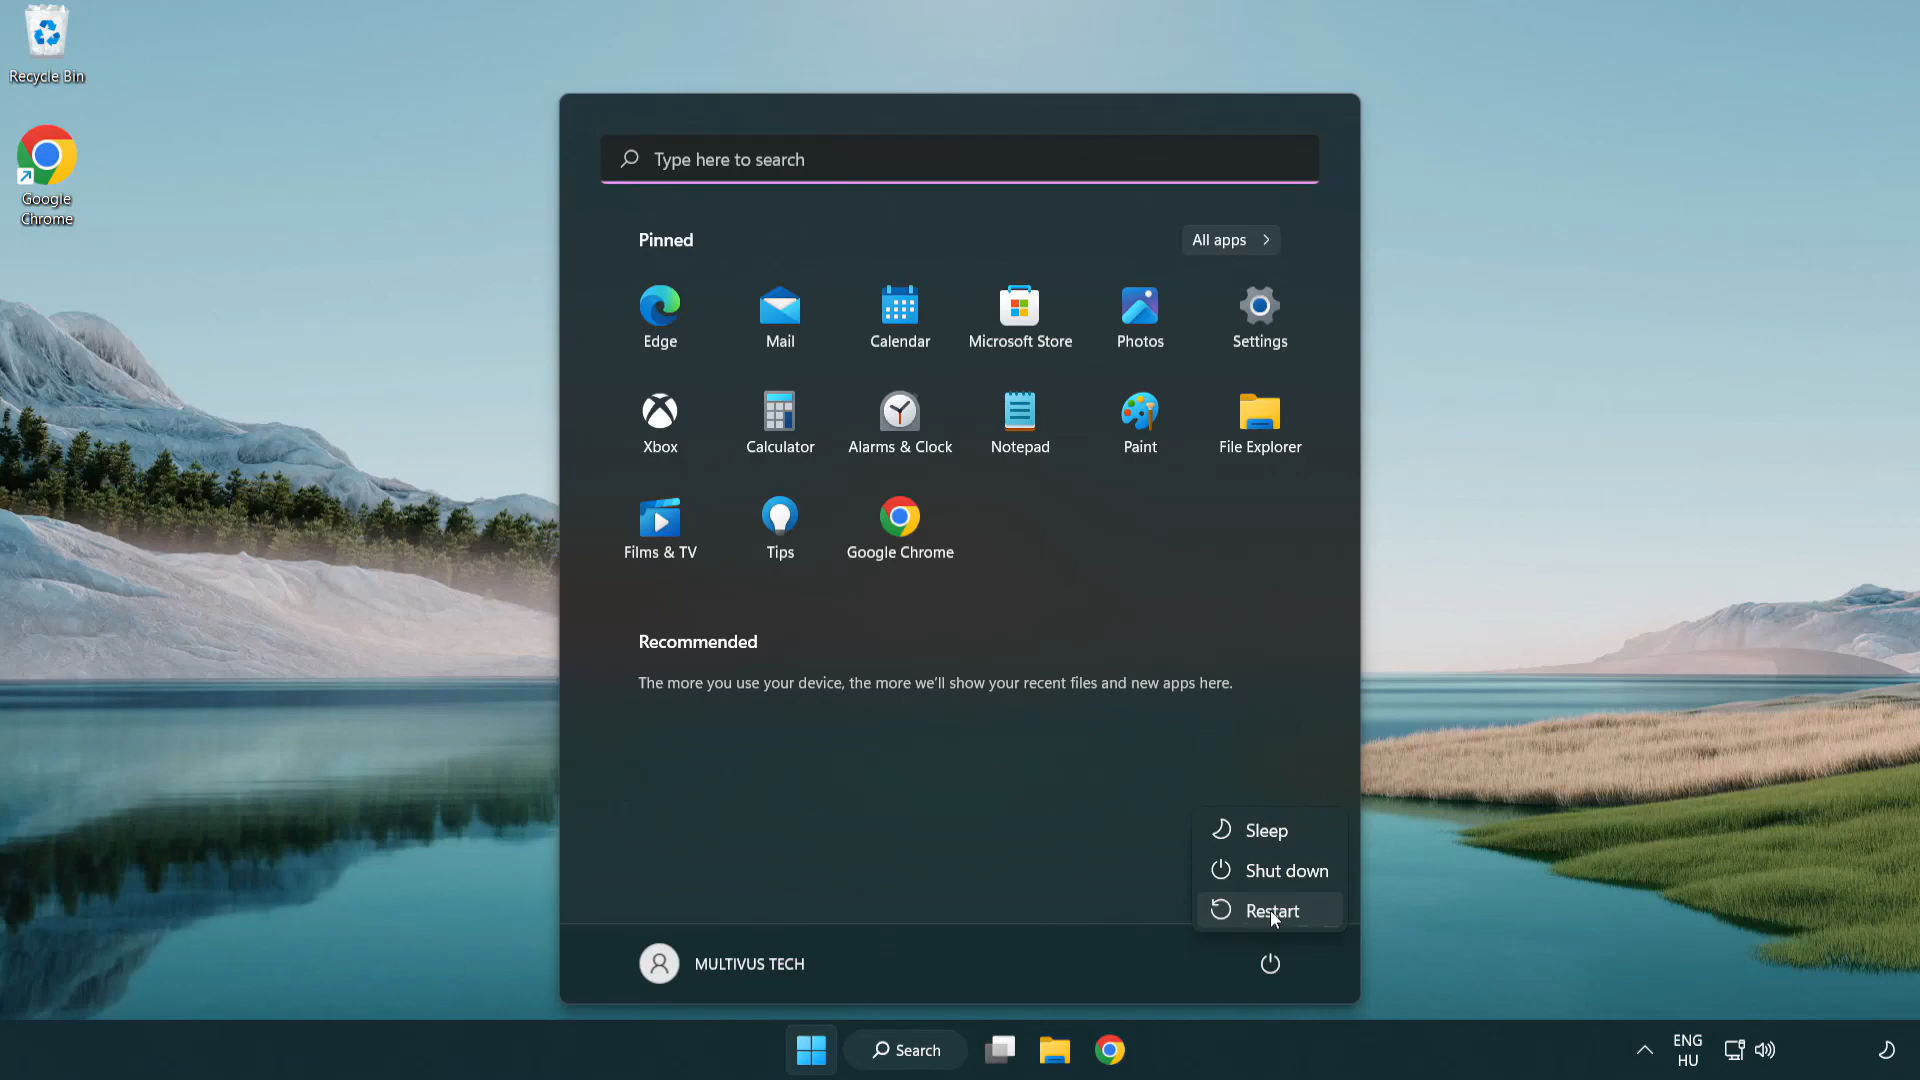 Recycle Bin
Google
Chrome
Type here to search
Pinned
All apps
Edge
Mail
Calendar
Microsoft Store
Photos
Settings
Xbox
Calculator
Alarms & Clock
Notepad
Paint
File Explorer
Films & TV
Tips
Google Chrome
Recommended
The more you use your device, the more we'll show your recent files and new apps here.
Sleep
Shut down
Restart
MULTIVUS TECH
Search
ENG
HU